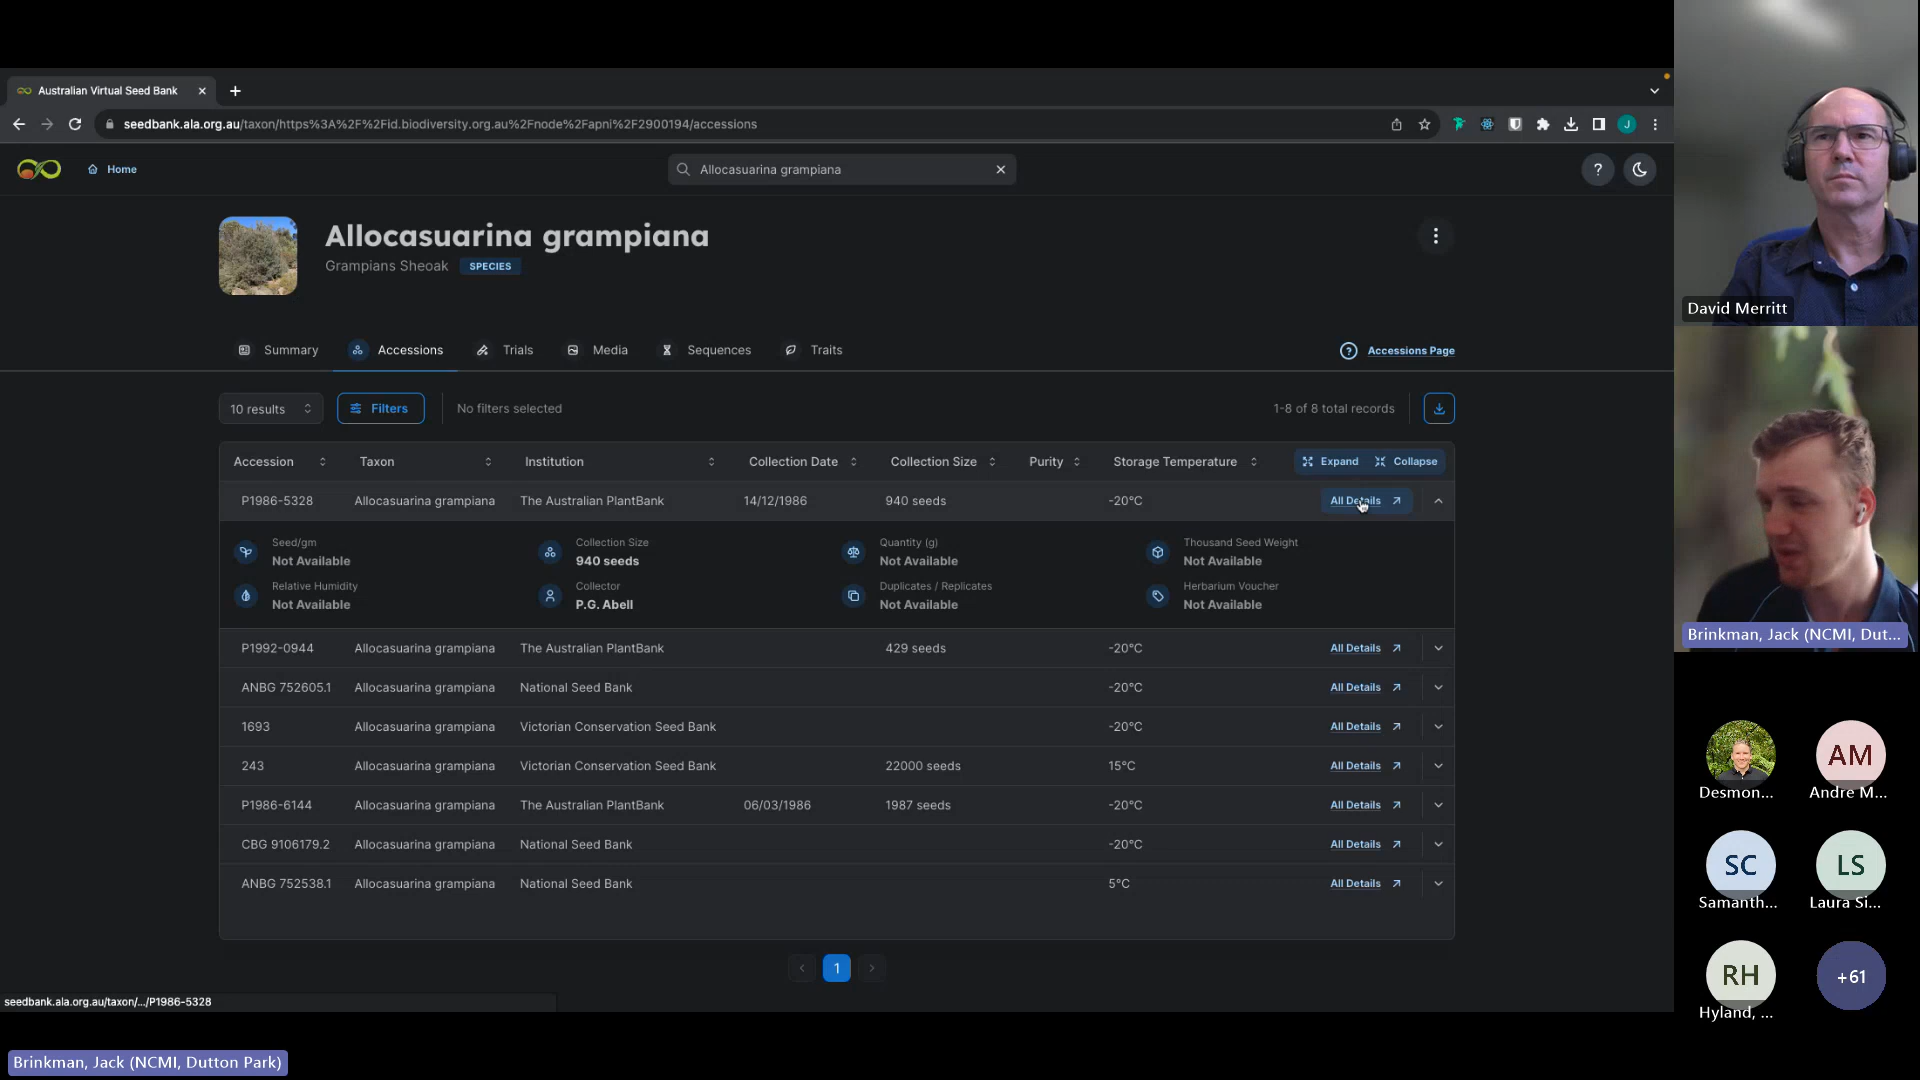 Australian Virtual Seed Bank
seedbank.ala.org.au/taxon/https%3A%2F%2Fid.biodiversity.org.au%2Fnode%2Fapni%2F2900194/accessions
J
Home
Allocasuarina grampiana
?
Allocasuarina grampiana
Grampians Sheoak SPECIES
Summary Accessions Trials Media Sequences Traits
? Accessions Page
10 results Filters No filters selected 1-8 of 8 total records
Accession Taxon Institution Collection Date Collection Size Purity Storage Temperature Expand Collapse
P1986-5328 Allocasuarina grampiana The Australian PlantBank 14/12/1986 940 seeds -20°C All Details
Seed/gm Collection Size Quantity (g) Thousand Seed Weight
Not Available 940 seeds Not Available Not Available
Relative Humidity Collector Duplicates / Replicates Herbarium Voucher
Not Available P.G. Abell Not Available Not Available
P1992-0944 Allocasuarina grampiana The Australian PlantBank 429 seeds -20°C All Details
ANBG 752605.1 Allocasuarina grampiana National Seed Bank -20°C All Details
1693 Allocasuarina grampiana Victorian Conservation Seed Bank -20°C All Details
243 Allocasuarina grampiana Victorian Conservation Seed Bank 22000 seeds 15°C All Details
P1986-6144 Allocasuarina grampiana The Australian PlantBank 06/03/1986 1987 seeds -20°C All Details
CBG 9106179.2 Allocasuarina grampiana National Seed Bank -20°C All Details
ANBG 752538.1 Allocasuarina grampiana National Seed Bank 5°C All Details
1
seedbank.ala.org.au/taxon/.../P1986-5328
Brinkman, Jack (NCMI, Dutton Park)
David Merritt
Brinkman, Jack (NCMI, Dut...
AM
Desmon... Andre M...
SC LS
Samanth... Laura Si...
RH +61
Hyland, ...